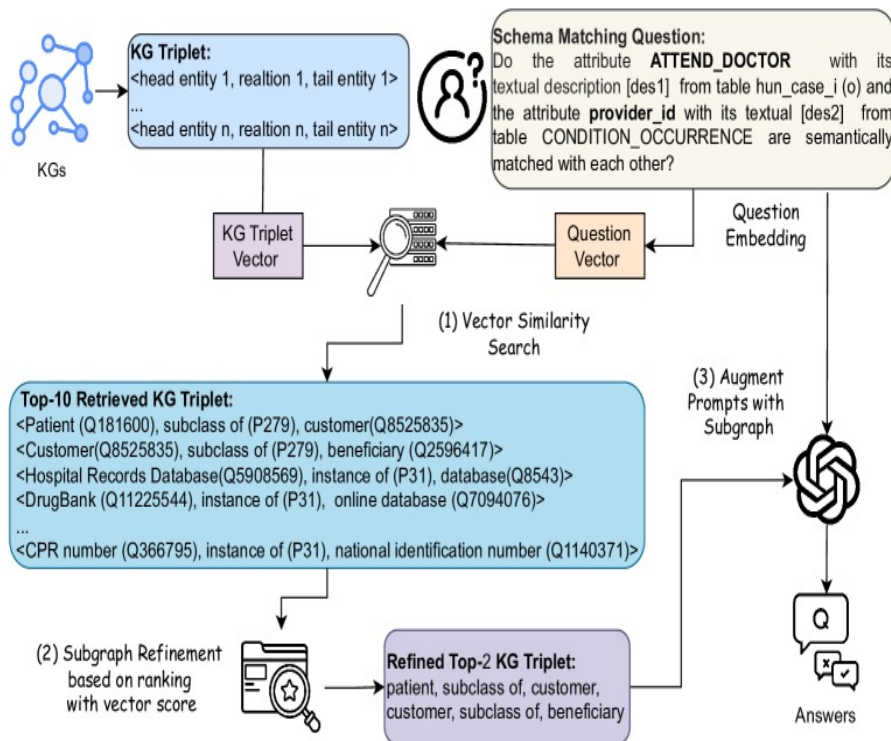 KG Triplet:
<head entity 1, realtion 1, tail entity 1>
...
<head entity n, realtion n, tail entity n>
KGs
Schema Matching Question:
Do the attribute ATTEND_DOCTOR with its
textual description [des1] from table hun_case_i (o) and
the attribute provider_id with its textual [des2] from
table CONDITION_OCCURRENCE are semantically
matched with each other?
KG Triplet
Vector
Question
Vector
Question
Embedding
(1) Vector Similarity
Search
Top-10 Retrieved KG Triplet:
<Patient (Q181600), subclass of (P279), customer(Q8525835)>
<Customer(Q8525835), subclass of (P279), beneficiary (Q2596417)>
<Hospital Records Database(Q5908569), instance of (P31), database(Q8543)>
<DrugBank (Q11225544), instance of (P31), online database (Q7094076)>
...
<CPR number (Q366795), instance of (P31), national identification number (Q1140371)>
(3) Augment
Prompts with
Subgraph
(2) Subgraph Refinement
based on ranking
with vector score
Refined Top-2 KG Triplet:
patient, subclass of, customer,
customer, subclass of, beneficiary
Q
Answers